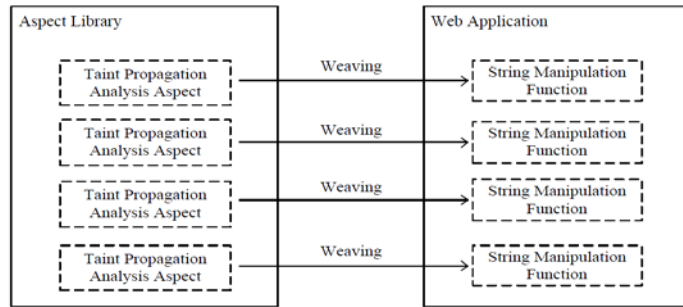 Aspect Library
Web Application
Taint Propagation
Analysis Aspect
Weaving
String Manipulation
Function
Taint Propagation
Analysis Aspect
Weaving
String Manipulation
Function
Taint Propagation
Analysis Aspect
Weaving
String Manipulation
Function
Taint Propagation
Analysis Aspect
Weaving
String Manipulation
Function